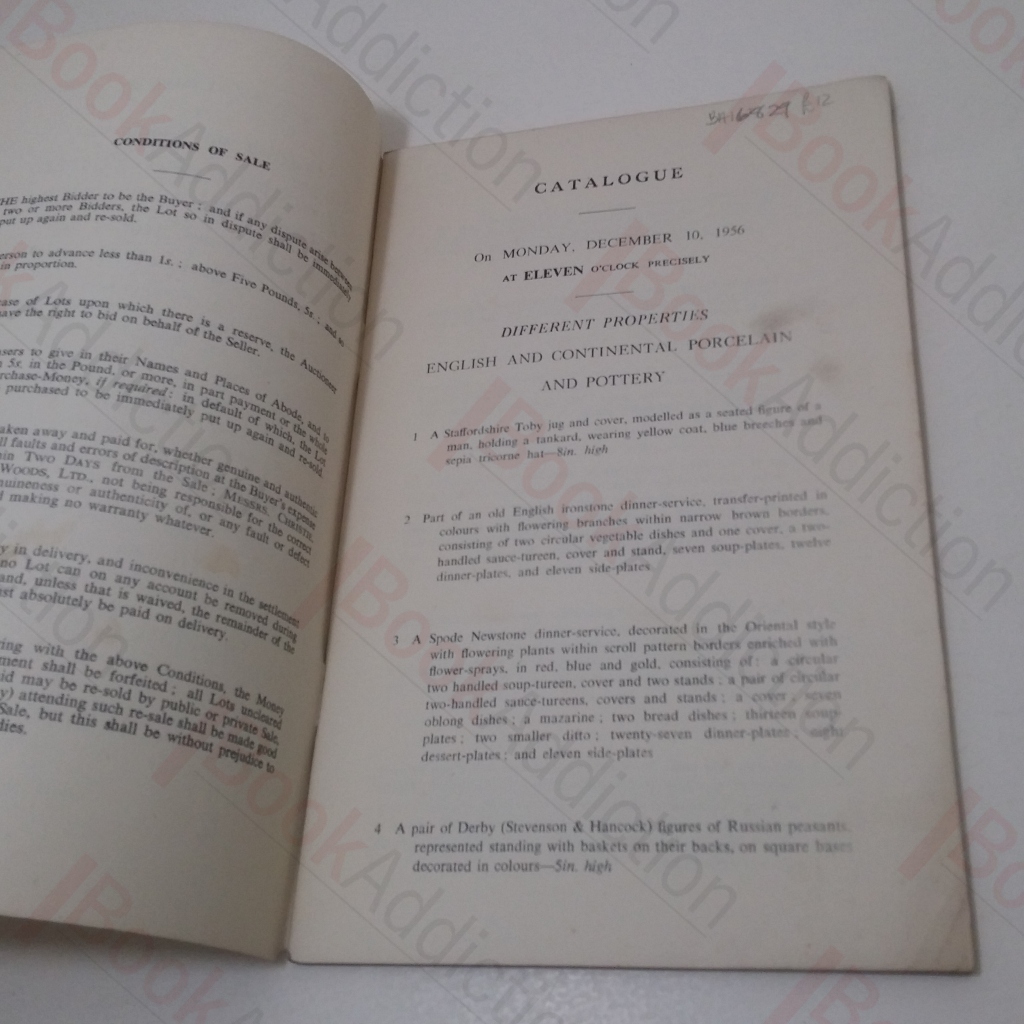 CONDITIONS OF SALE
HE highest Bidder to be the Buyer ; and if any dispute arise between
two or more Bidders, the Lot so in dispute shall be immediately
put up again and re-sold.
erson to advance less than 1s. ; above Five Pounds, 5s. ; and so
in proportion.
ase of Lots upon which there is a reserve, the Auctioneer
ave the right to bid on behalf of the Seller.
asers to give in their Names and Places of Abode, and to
5s. in the Pound, or more, in part payment or the whole
rchase-Money, if required ; in default of which, the Lot
purchased to be immediately put up again and re-sold.
aken away and paid for, whether genuine and authentic
ll faults and errors of description at the Buyer's expense
in TWO DAYS from the Sale ; MESSRS. CHRISTIE,
WOODS, LTD., not being responsible for the correct
nuineness or authenticity of, or any fault or defect
d making no warranty whatever.
y in delivery, and inconvenience in the settlement
no Lot can on any account be removed during
and, unless that is waived, the remainder of the
st absolutely be paid on delivery.
ring with the above Conditions, the Money
ment shall be forfeited ; all Lots uncleared
id may be re-sold by public or private Sale,
y) attending such re-sale shall be made good
Sale, but this shall be without prejudice to
dies.
BH16829 £12
CATALOGUE
On MONDAY, DECEMBER 10, 1956
AT ELEVEN O'CLOCK PRECISELY
DIFFERENT PROPERTIES
ENGLISH AND CONTINENTAL PORCELAIN
AND POTTERY
1 A Staffordshire Toby jug and cover, modelled as a seated figure of a
man, holding a tankard, wearing yellow coat, blue breeches and
sepia tricorne hat—8in. high
2 Part of an old English ironstone dinner-service, transfer-printed in
colours with flowering branches within narrow brown borders,
consisting of two circular vegetable dishes and one cover, a two-
handled sauce-tureen, cover and stand, seven soup-plates, twelve
dinner-plates, and eleven side-plates
3 A Spode Newstone dinner-service, decorated in the Oriental style
with flowering plants within scroll pattern borders enriched with
flower-sprays, in red, blue and gold, consisting of : a circular
two handled soup-tureen, cover and two stands ; a pair of circular
two-handled sauce-tureens, covers and stands ; a cover ; seven
oblong dishes ; a mazarine ; two bread dishes ; thirteen soup-
plates ; two smaller ditto ; twenty-seven dinner-plates ; eight
dessert-plates ; and eleven side-plates
4 A pair of Derby (Stevenson & Hancock) figures of Russian peasants,
represented standing with baskets on their backs, on square bases
decorated in colours—5in. high
BookAddiction